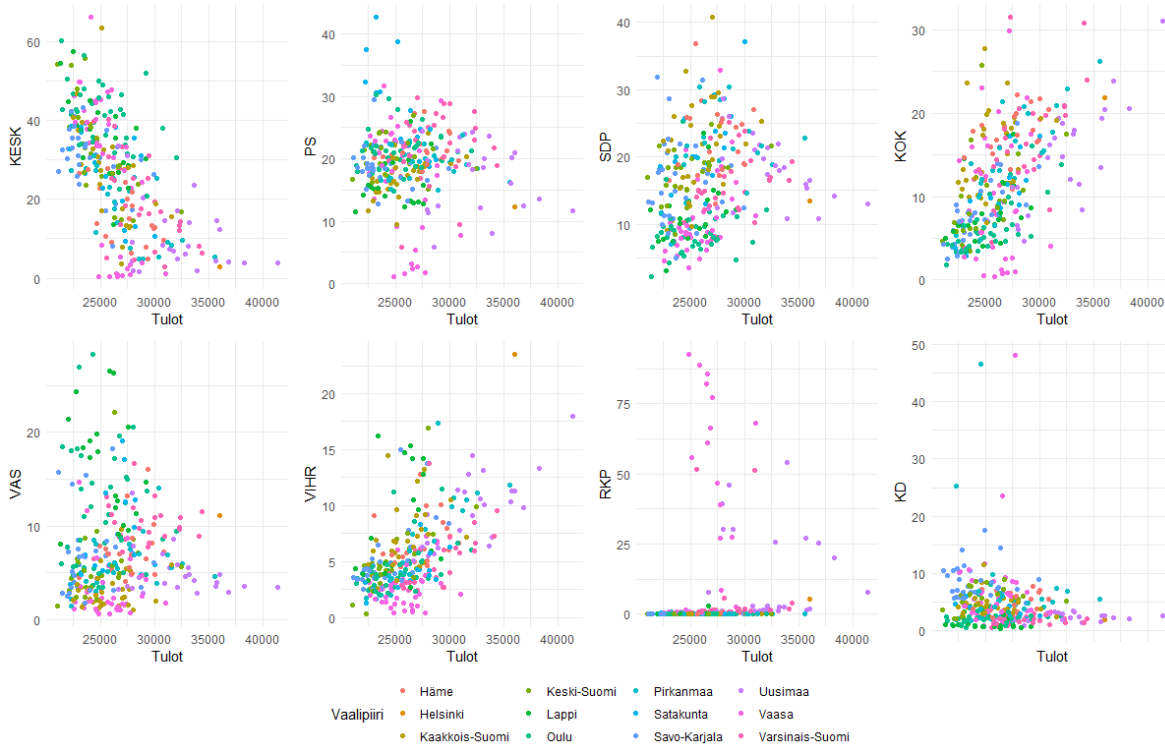 KESK
60
40
20
0
25000 30000 35000 40000
Tulot
PS
40
30
20
10
0
25000 30000 35000 40000
Tulot
SDP
40
30
20
10
25000 30000 35000 40000
Tulot
KOK
30
20
10
0
25000 30000 35000 40000
Tulot
VAS
20
10
0
25000 30000 35000 40000
Tulot
VIHR
20
15
10
5
0
25000 30000 35000 40000
Tulot
RKP
75
50
25
0
25000 30000 35000 40000
Tulot
KD
50
40
30
20
10
0
25000 30000 35000 40000
Tulot
Vaalipiiri
Häme Keski-Suomi Pirkanmaa Uusimaa
Helsinki Lappi Satakunta Vaasa
Kaakkois-Suomi Oulu Savo-Karjala Varsinais-Suomi